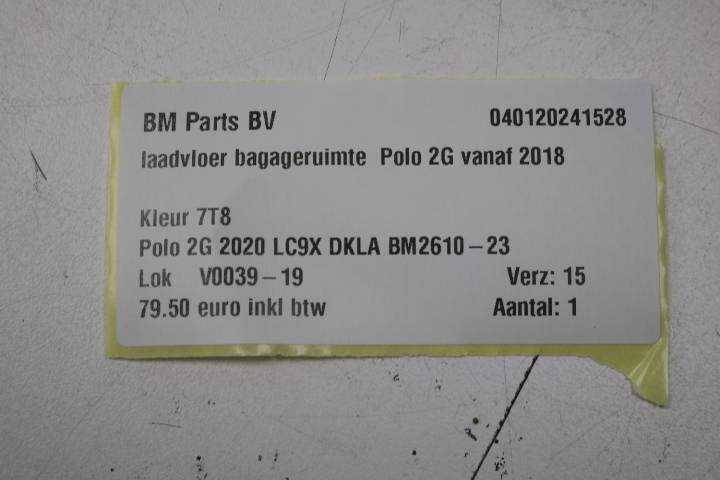 BM Parts BV 040120241528
laadvloer bagageruimte Polo 2G vanaf 2018
Kleur 7T8
Polo 2G 2020 LC9X DKLA BM2610-23
Lok V0039-19 Verz: 15
79.50 euro inkl btw Aantal: 1